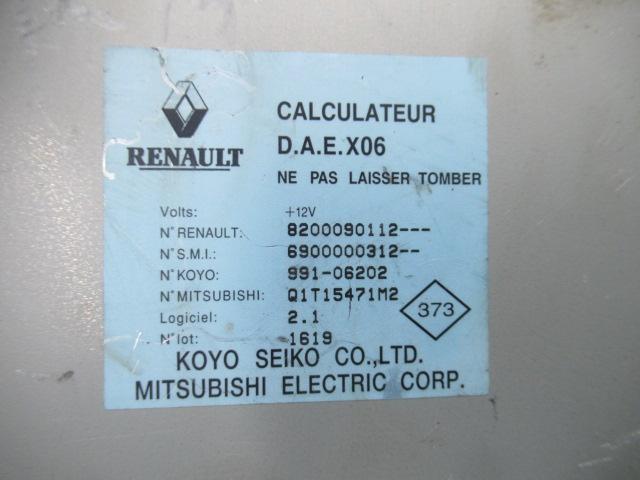 RENAULT
CALCULATEUR
D.A.E.X06
NE PAS LAISSER TOMBER
Volts: +12V
N° RENAULT: 8200090112---
N° S.M.I.: 6900000312--
N° KOYO: 991-06202
N° MITSUBISHI: Q1T15471M2
Logiciel: 2.1
N° lot: 1619
373
KOYO SEIKO CO.,LTD.
MITSUBISHI ELECTRIC CORP.